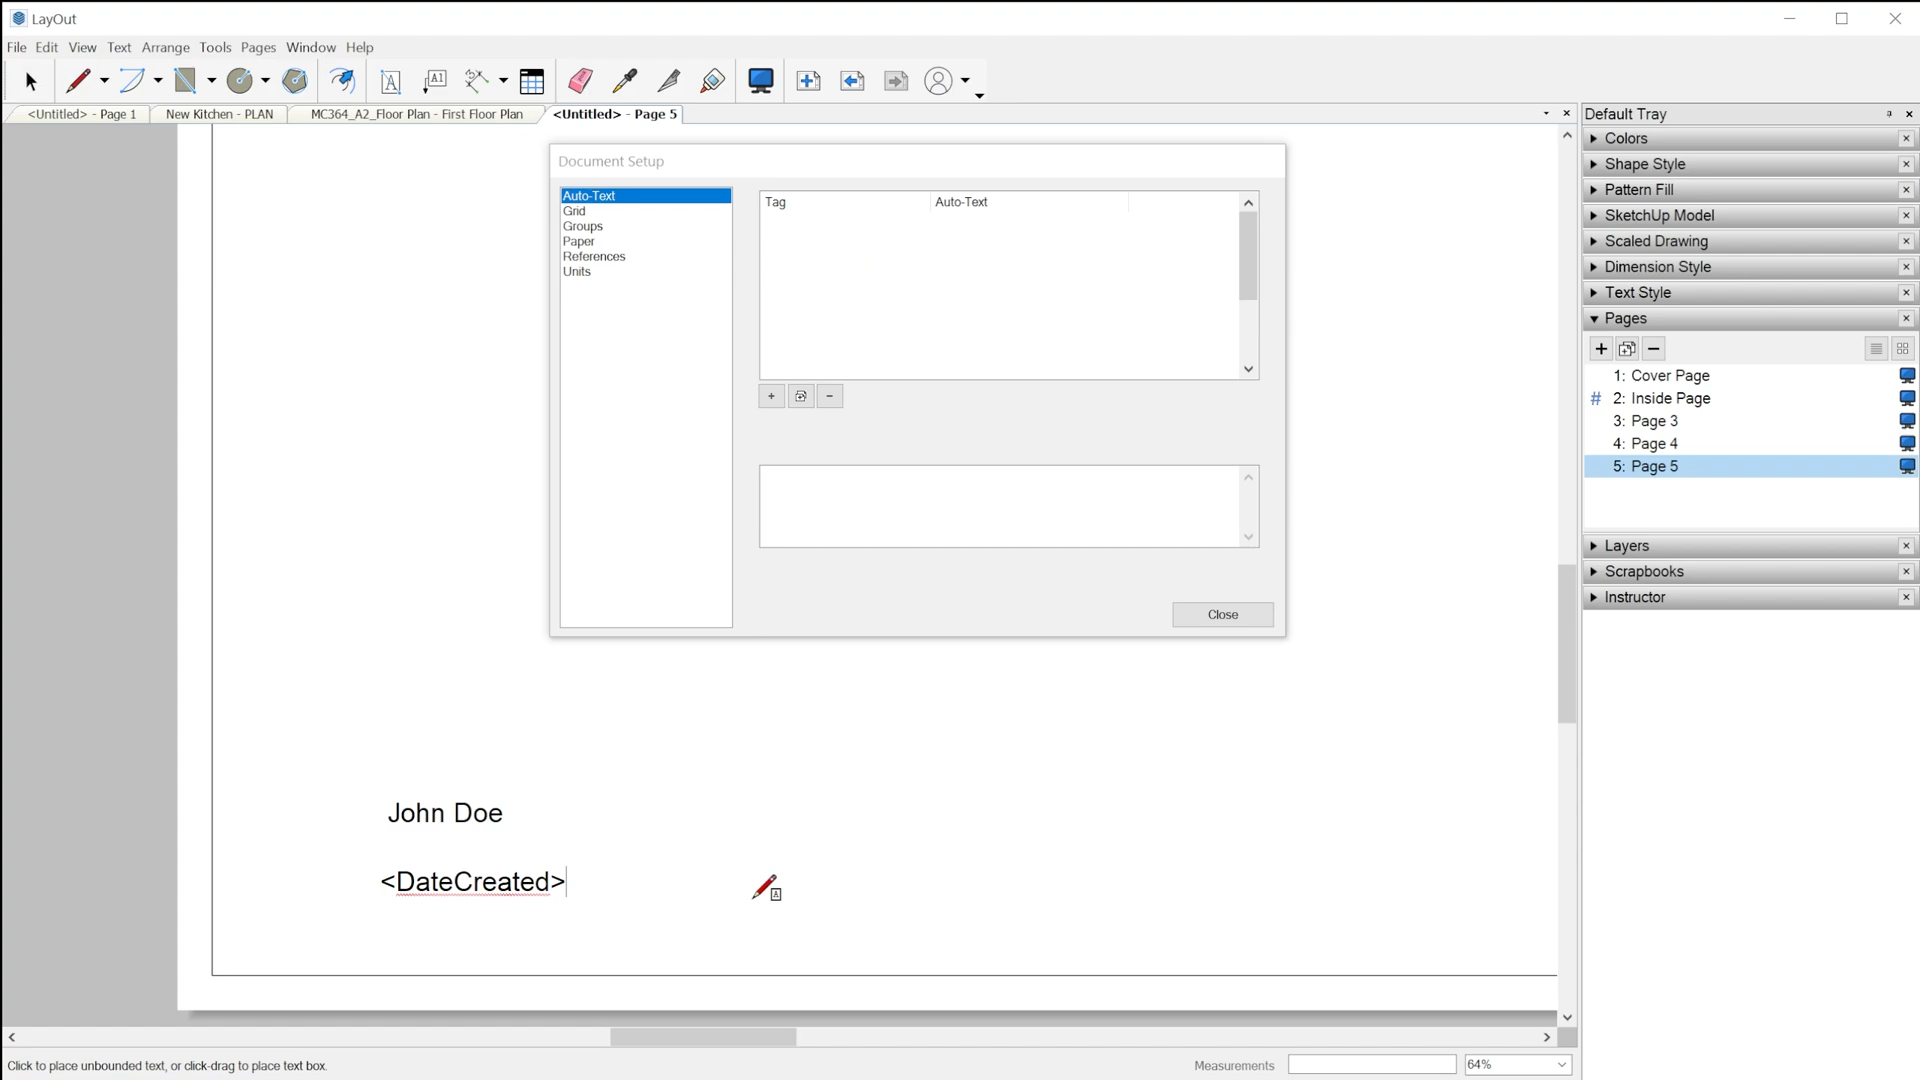 LayOut
File Edit View Text Arrange Tools Pages Window Help
<Untitled> - Page 1
New Kitchen - PLAN
MC364_A2_Floor Plan - First Floor Plan
<Untitled> - Page 5
Document Setup
Auto-Text
Grid
Groups
Paper
References
Units
Tag Auto-Text
Close
John Doe
<DateCreated>
Default Tray
Colors
Shape Style
Pattern Fill
SketchUp Model
Scaled Drawing
Dimension Style
Text Style
Pages
1: Cover Page
# 2: Inside Page
3: Page 3
4: Page 4
5: Page 5
Layers
Scrapbooks
Instructor
Click to place unbounded text, or click-drag to place text box.
Measurements
64%